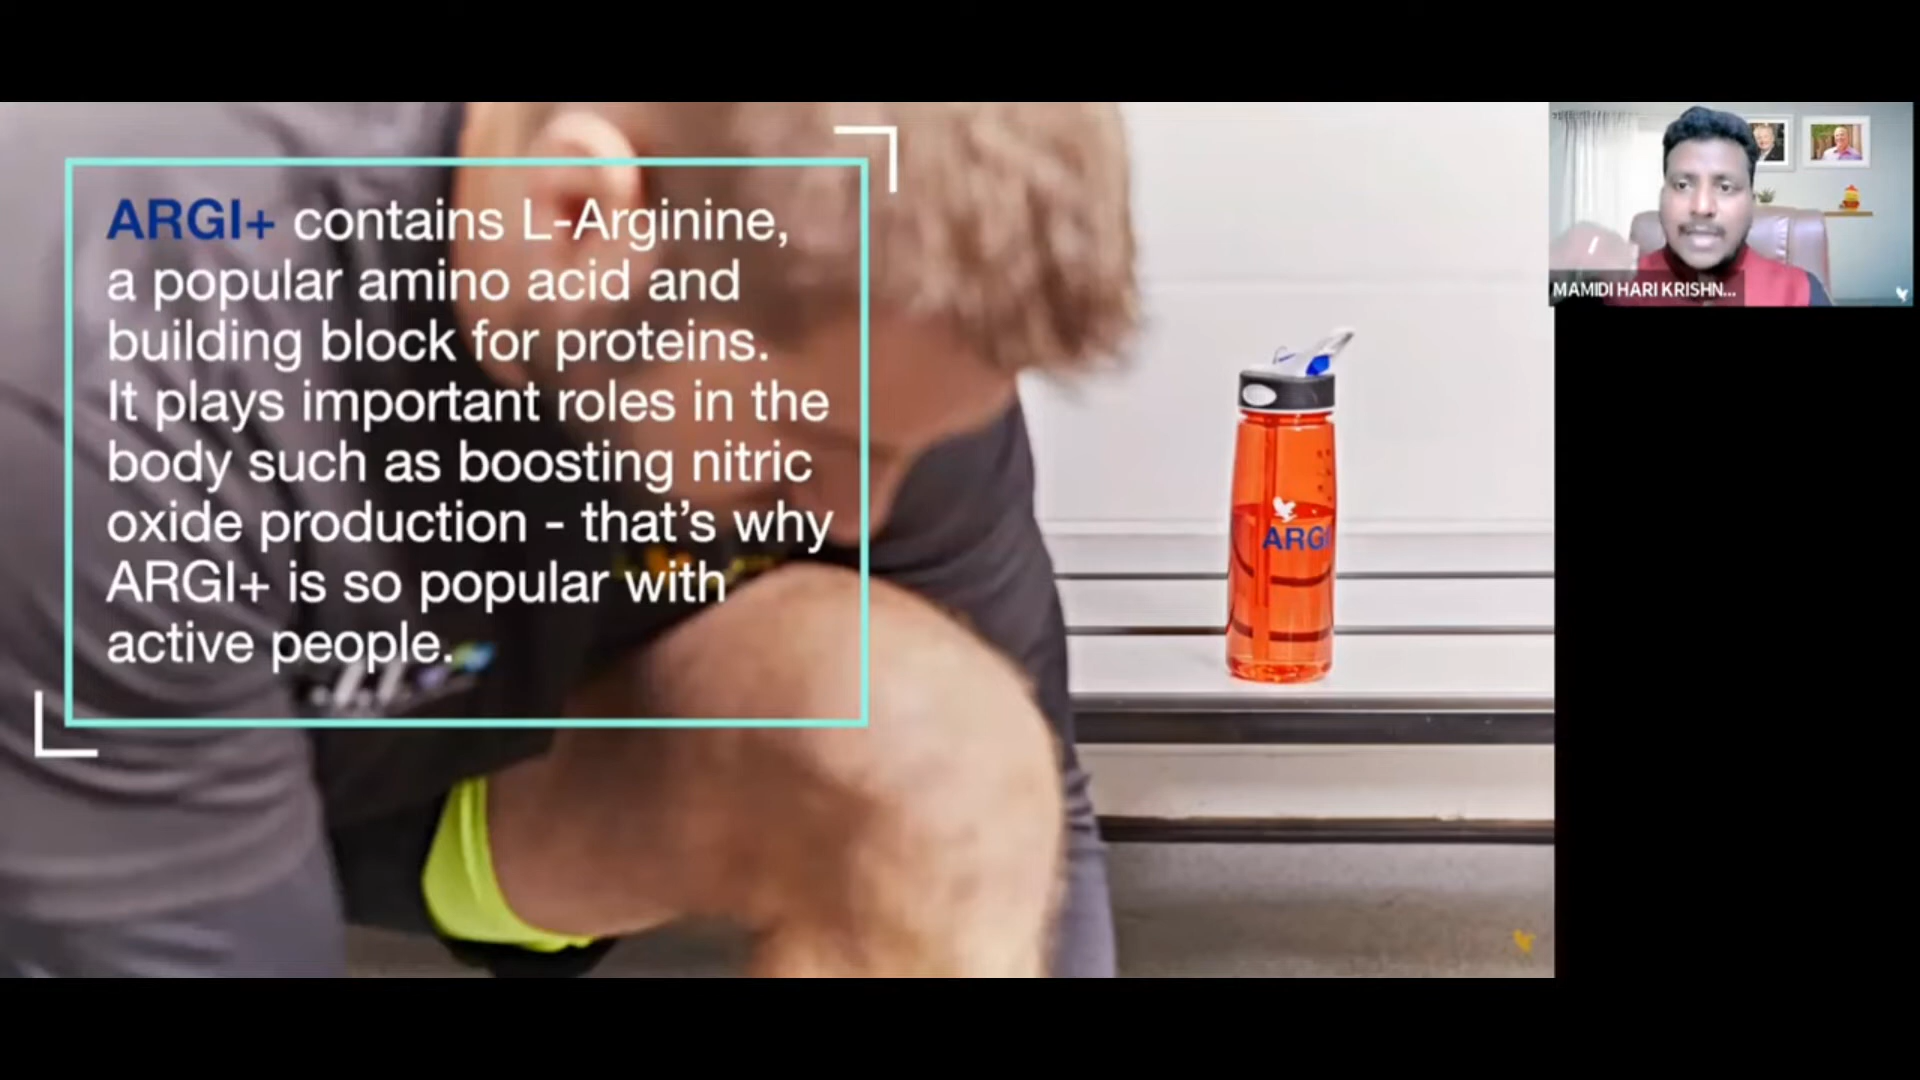 ARGI+ contains L-Arginine,
a popular amino acid and
building block for proteins.
It plays important roles in the
body such as boosting nitric
oxide production - that's why
ARGI+ is so popular with
active people.
ARGI
MAMIDI HARI KRISHN...